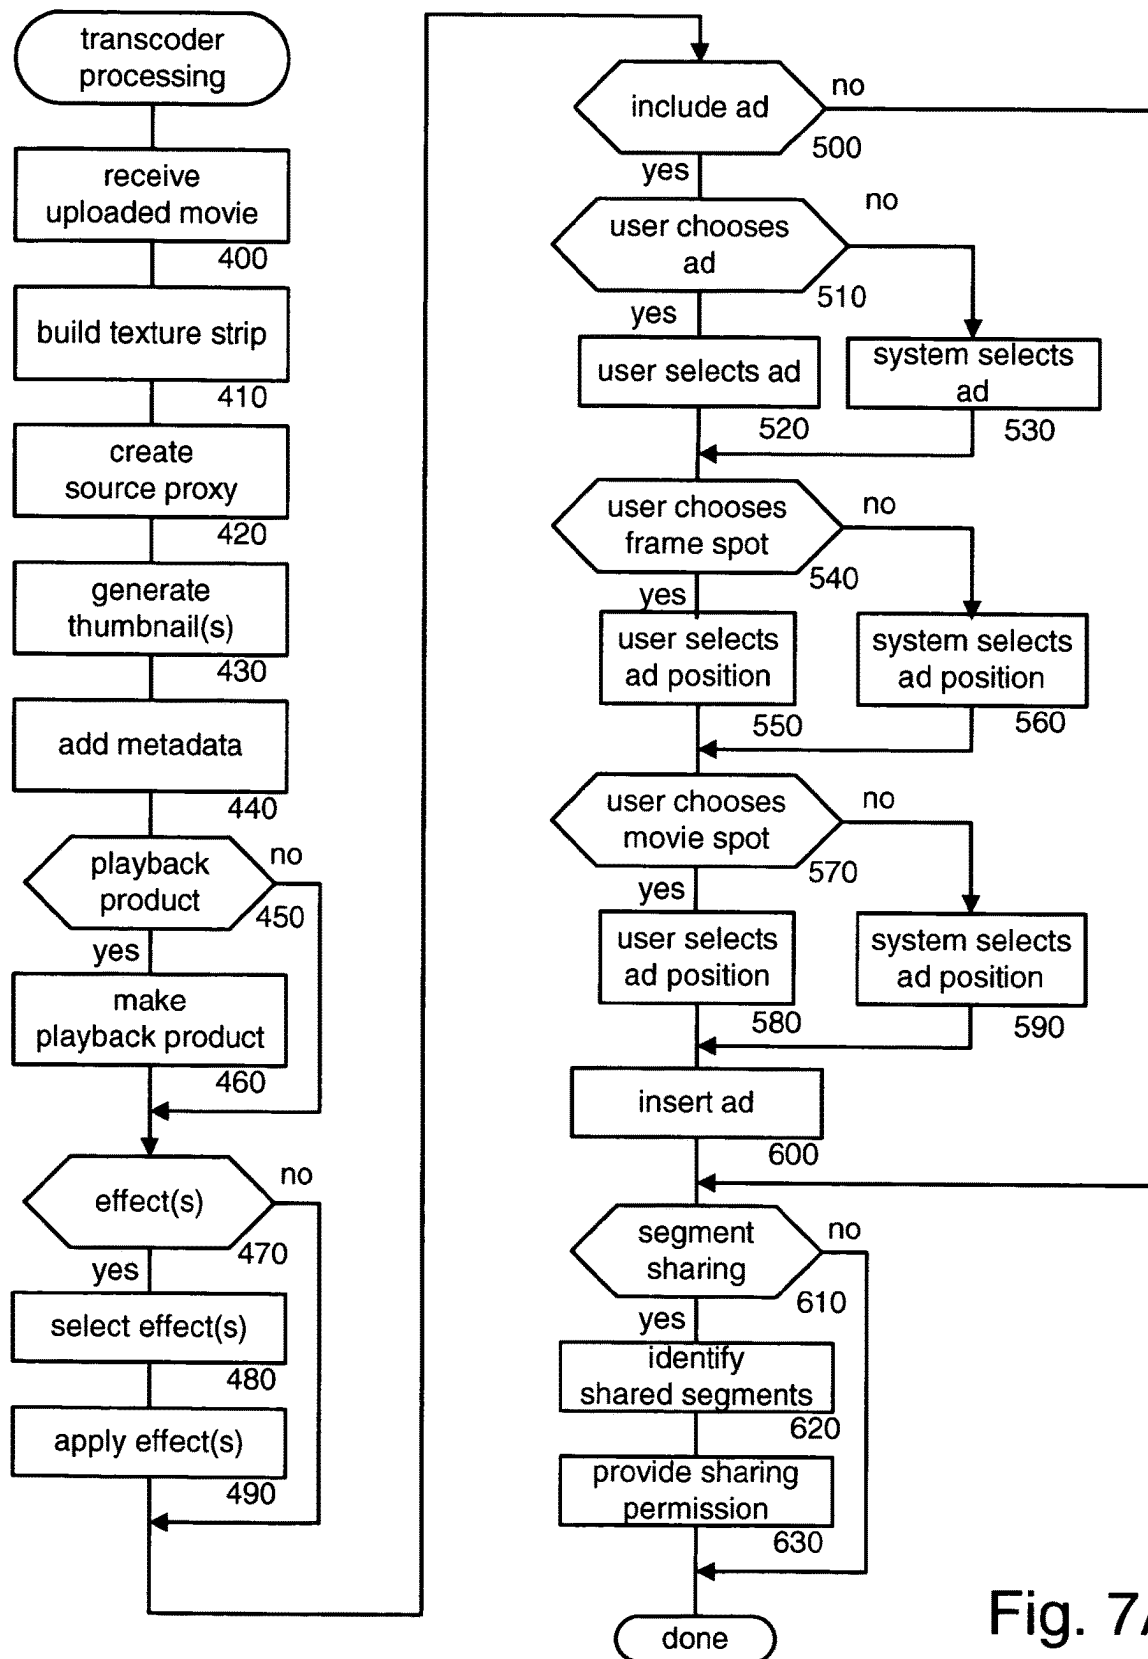 transcoder
processing
receive
uploaded movie
400
build texture strip
410
create
source proxy
420
generate
thumbnail(s)
430
add metadata
440
playback
product
no
450
yes
make
playback product
460
effect(s)
no
470
yes
select effect(s)
480
apply effect(s)
490
include ad
no
500
yes
user chooses
ad
no
510
yes
user selects ad
520
system selects
ad
530
user chooses
frame spot
no
540
yes
user selects
ad position
550
system selects
ad position
560
user chooses
movie spot
no
570
yes
user selects
ad position
580
system selects
ad position
590
insert ad
600
segment
sharing
no
610
yes
identify
shared segments
620
provide sharing
permission
630
done
Fig. 7A